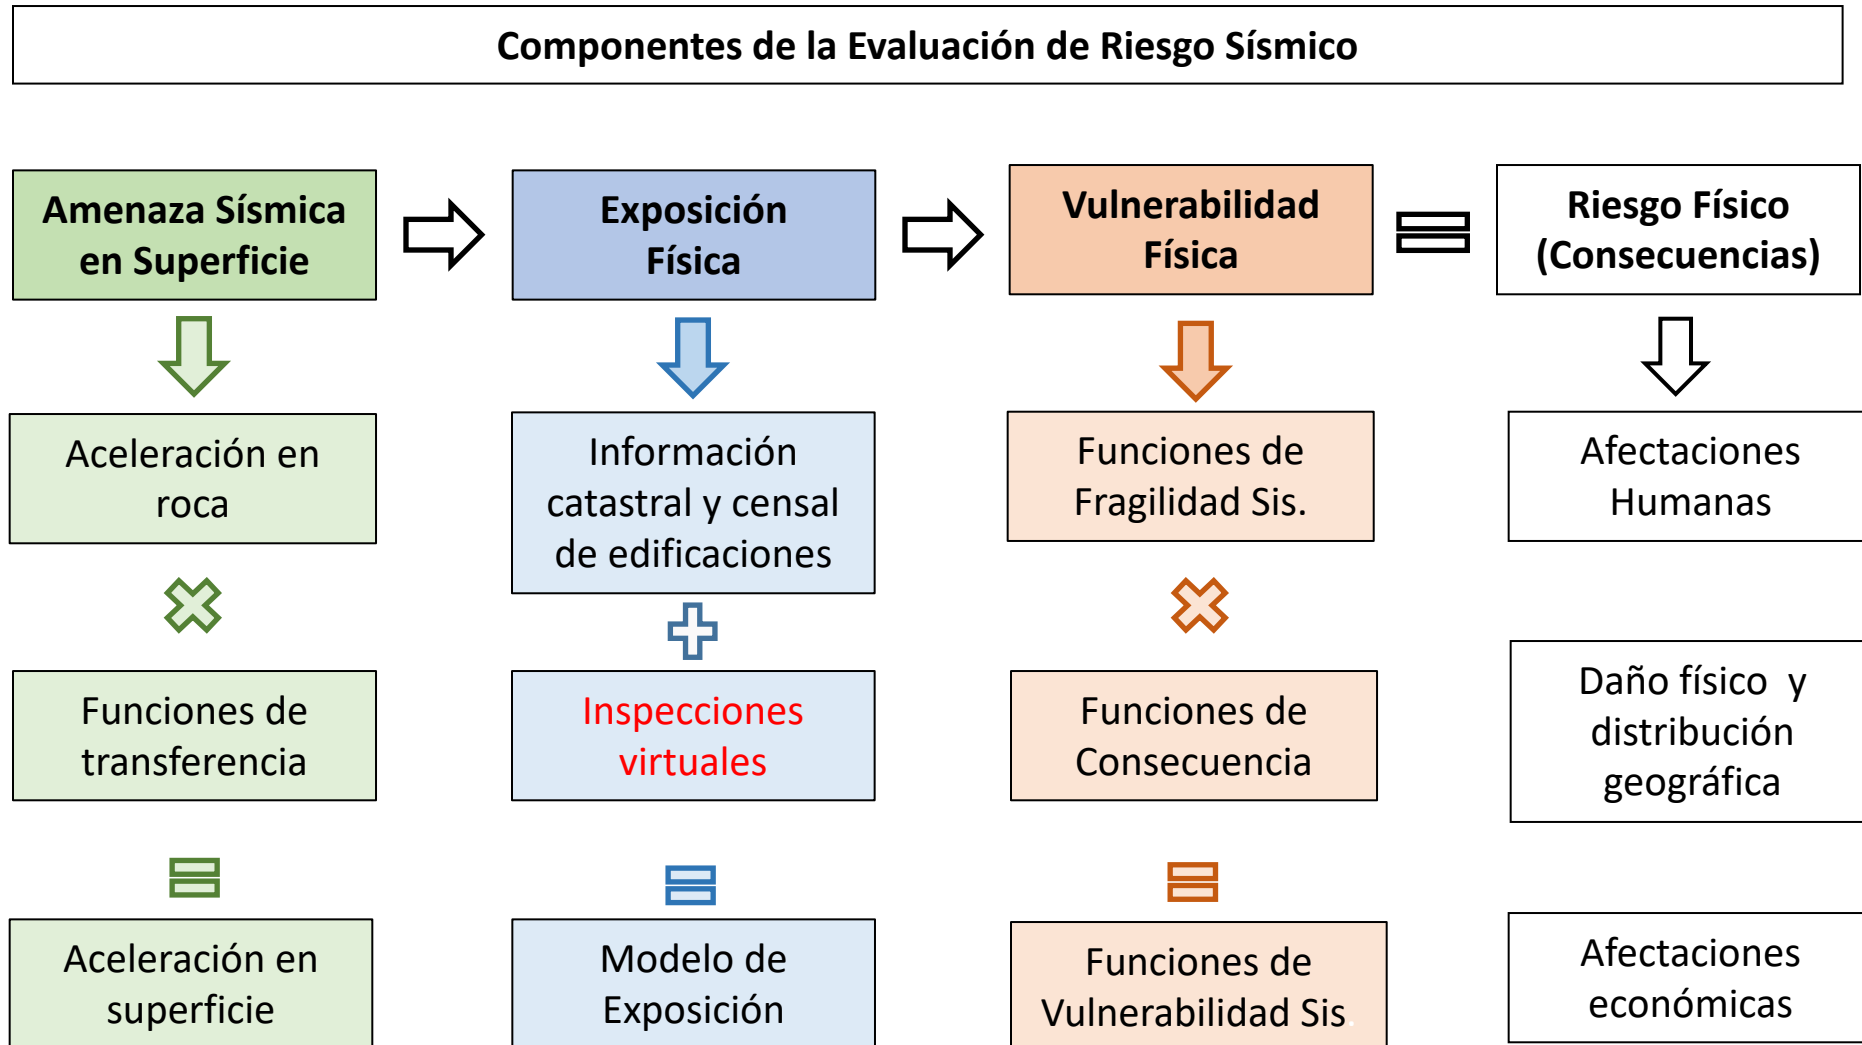 Componentes de la Evaluación de Riesgo Sísmico
Amenaza Sísmica
en Superficie
Exposición
Física
Vulnerabilidad
Física
Riesgo Físico
(Consecuencias)
Aceleración en
roca
Información
catastral y censal
de edificaciones
Funciones de
Fragilidad Sis.
Afectaciones
Humanas
Funciones de
transferencia
Inspecciones
virtuales
Funciones de
Consecuencia
Daño físico y
distribución
geográfica
Aceleración en
superficie
Modelo de
Exposición
Funciones de
Vulnerabilidad Sis.
Afectaciones
económicas